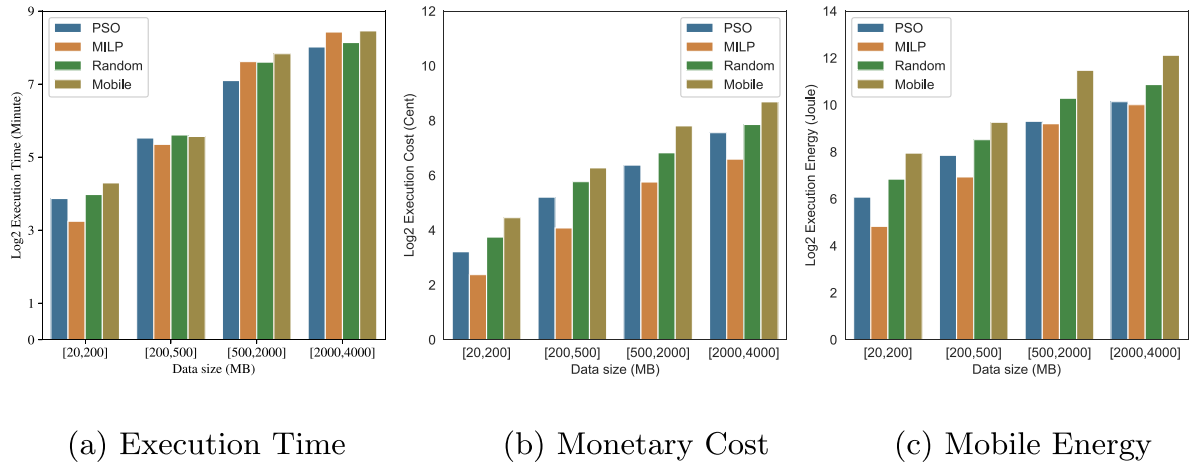 9
7
5
3
1
0
Log2 Execution Time (Minute)
PSO
MILP
Random
Mobile
[20,200]
[200,500]
[500,2000]
[2000,4000]
Data size (MB)
(a) Execution Time
12
10
8
6
4
2
0
Log2 Execution Cost (Cent)
PSO
MILP
Random
Mobile
[20,200]
[200,500]
[500,2000]
[2000,4000]
Data size (MB)
(b) Monetary Cost
14
12
10
8
6
4
2
0
Log2 Execution Energy (Joule)
PSO
MILP
Random
Mobile
[20,200]
[200,500]
[500,2000]
[2000,4000]
Data size (MB)
(c) Mobile Energy